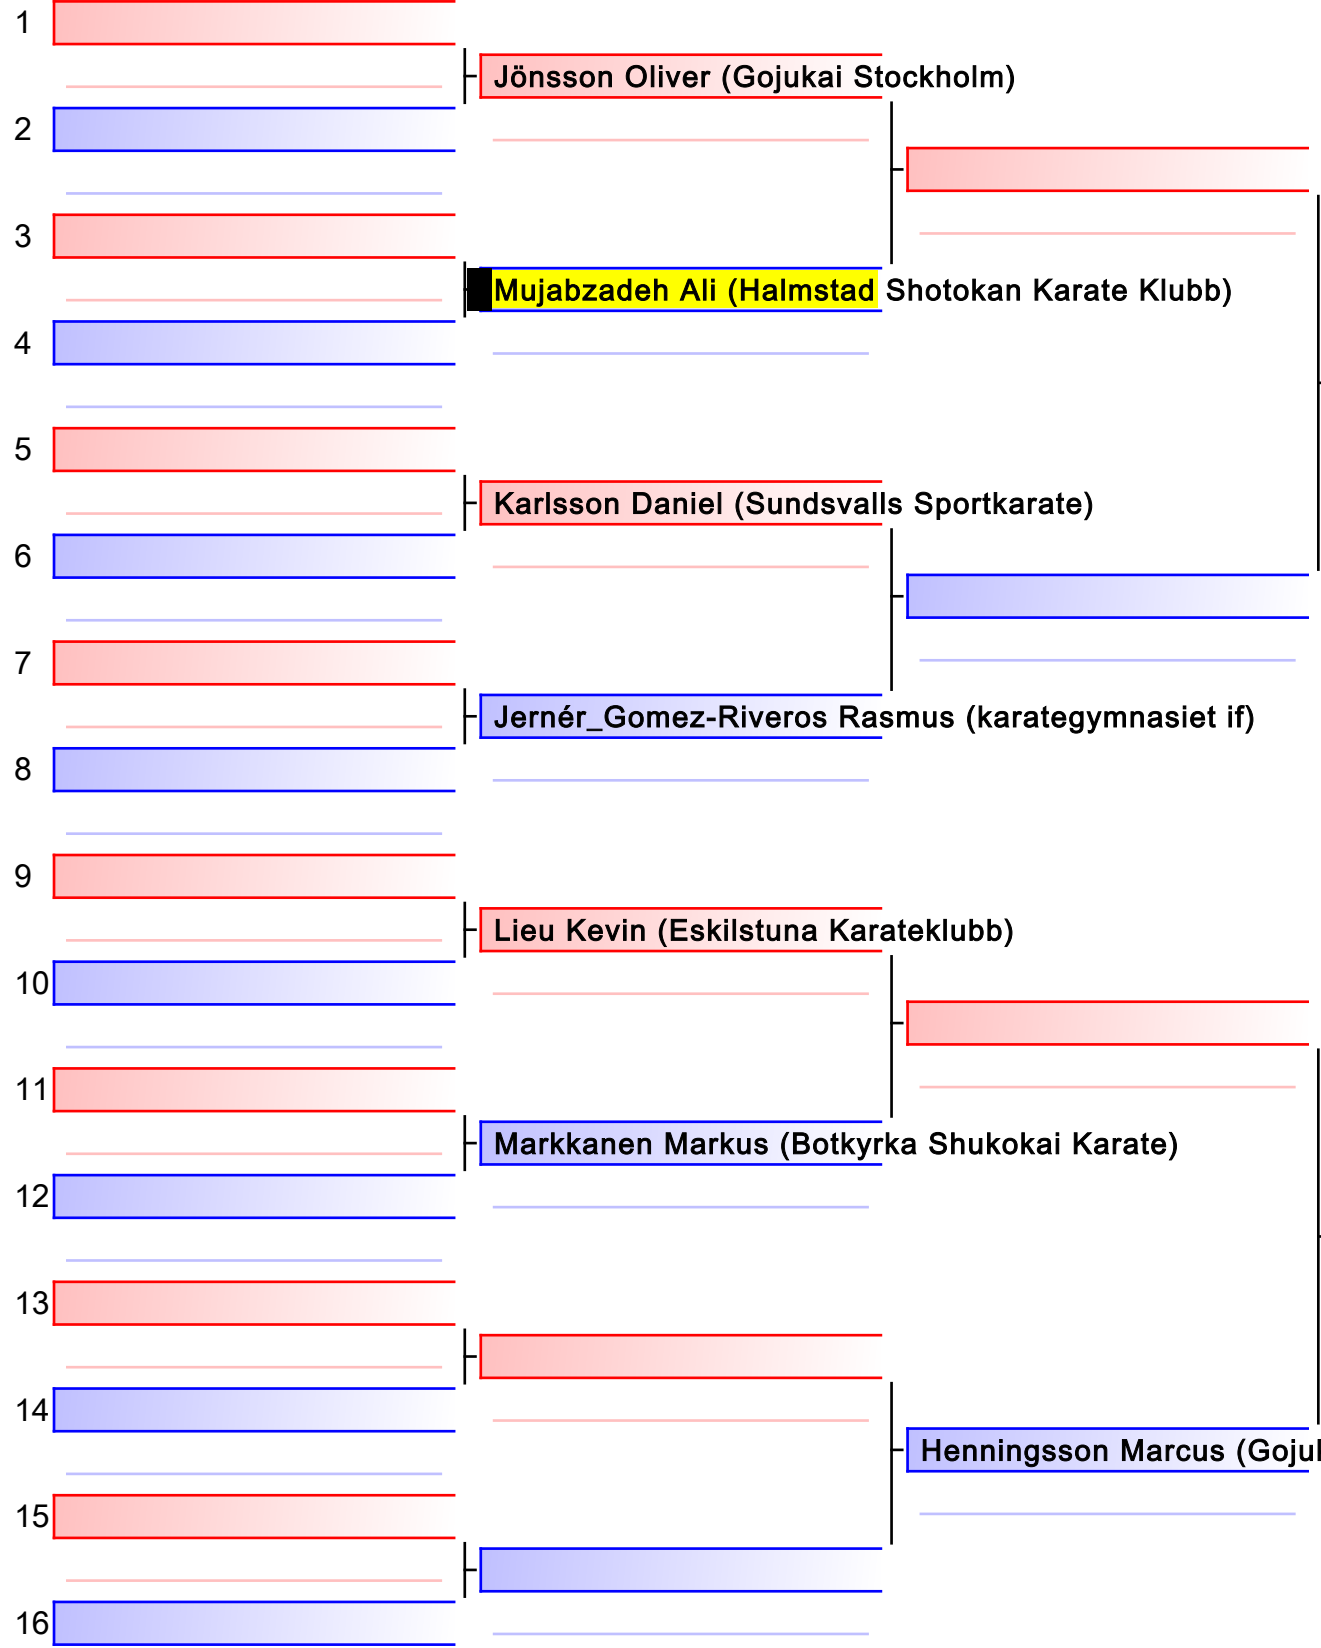 1
Jönsson Oliver (Gojukai Stockholm)
2
3
Mujabzadeh Ali (Halmstad Shotokan Karate Klubb)
4
5
Karlsson Daniel (Sundsvalls Sportkarate)
6
7
Jernér_Gomez-Riveros Rasmus (karategymnasiet if)
8
9
Lieu Kevin (Eskilstuna Karateklubb)
10
11
Markkanen Markus (Botkyrka Shukokai Karate)
12
13
14
Henningsson Marcus
15
16